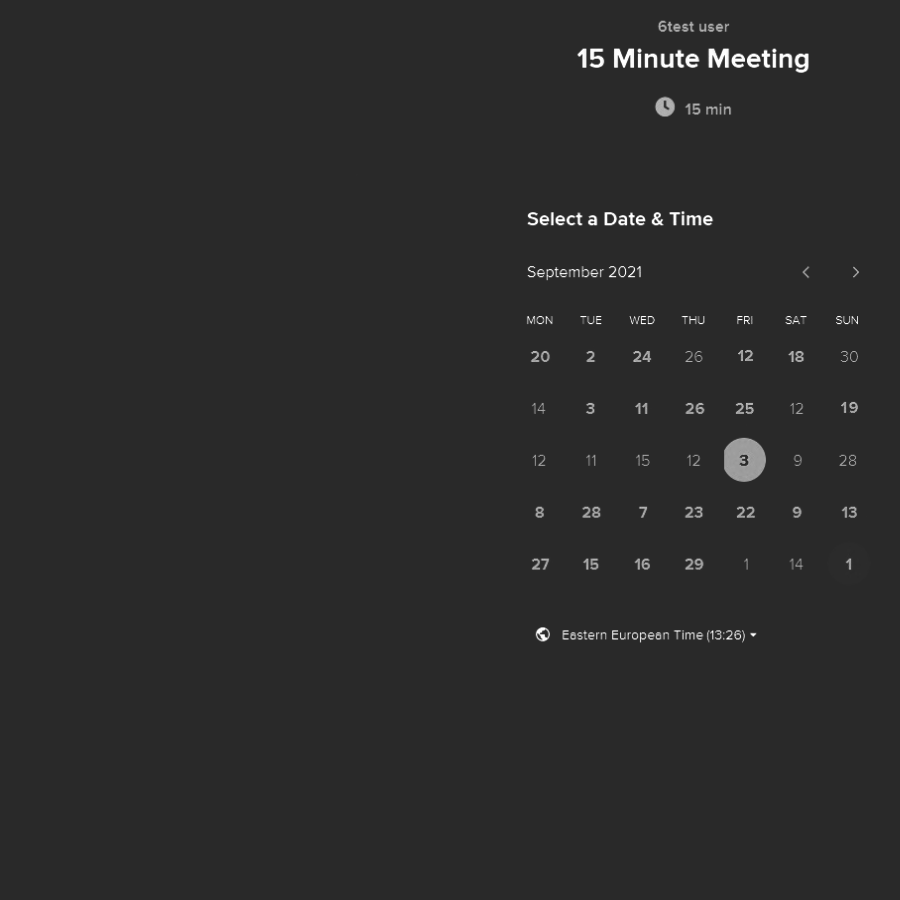 6test user
15 Minute Meeting
15 min
Select a Date & Time
September 2021
MON TUE WED THU FRI SAT SUN
20 2 24 26 12 18 30
14 3 11 26 25 12 19
12 11 15 12 3 9 28
8 28 7 23 22 9 13
27 15 16 29 1 14 1
Eastern European Time (13:26)